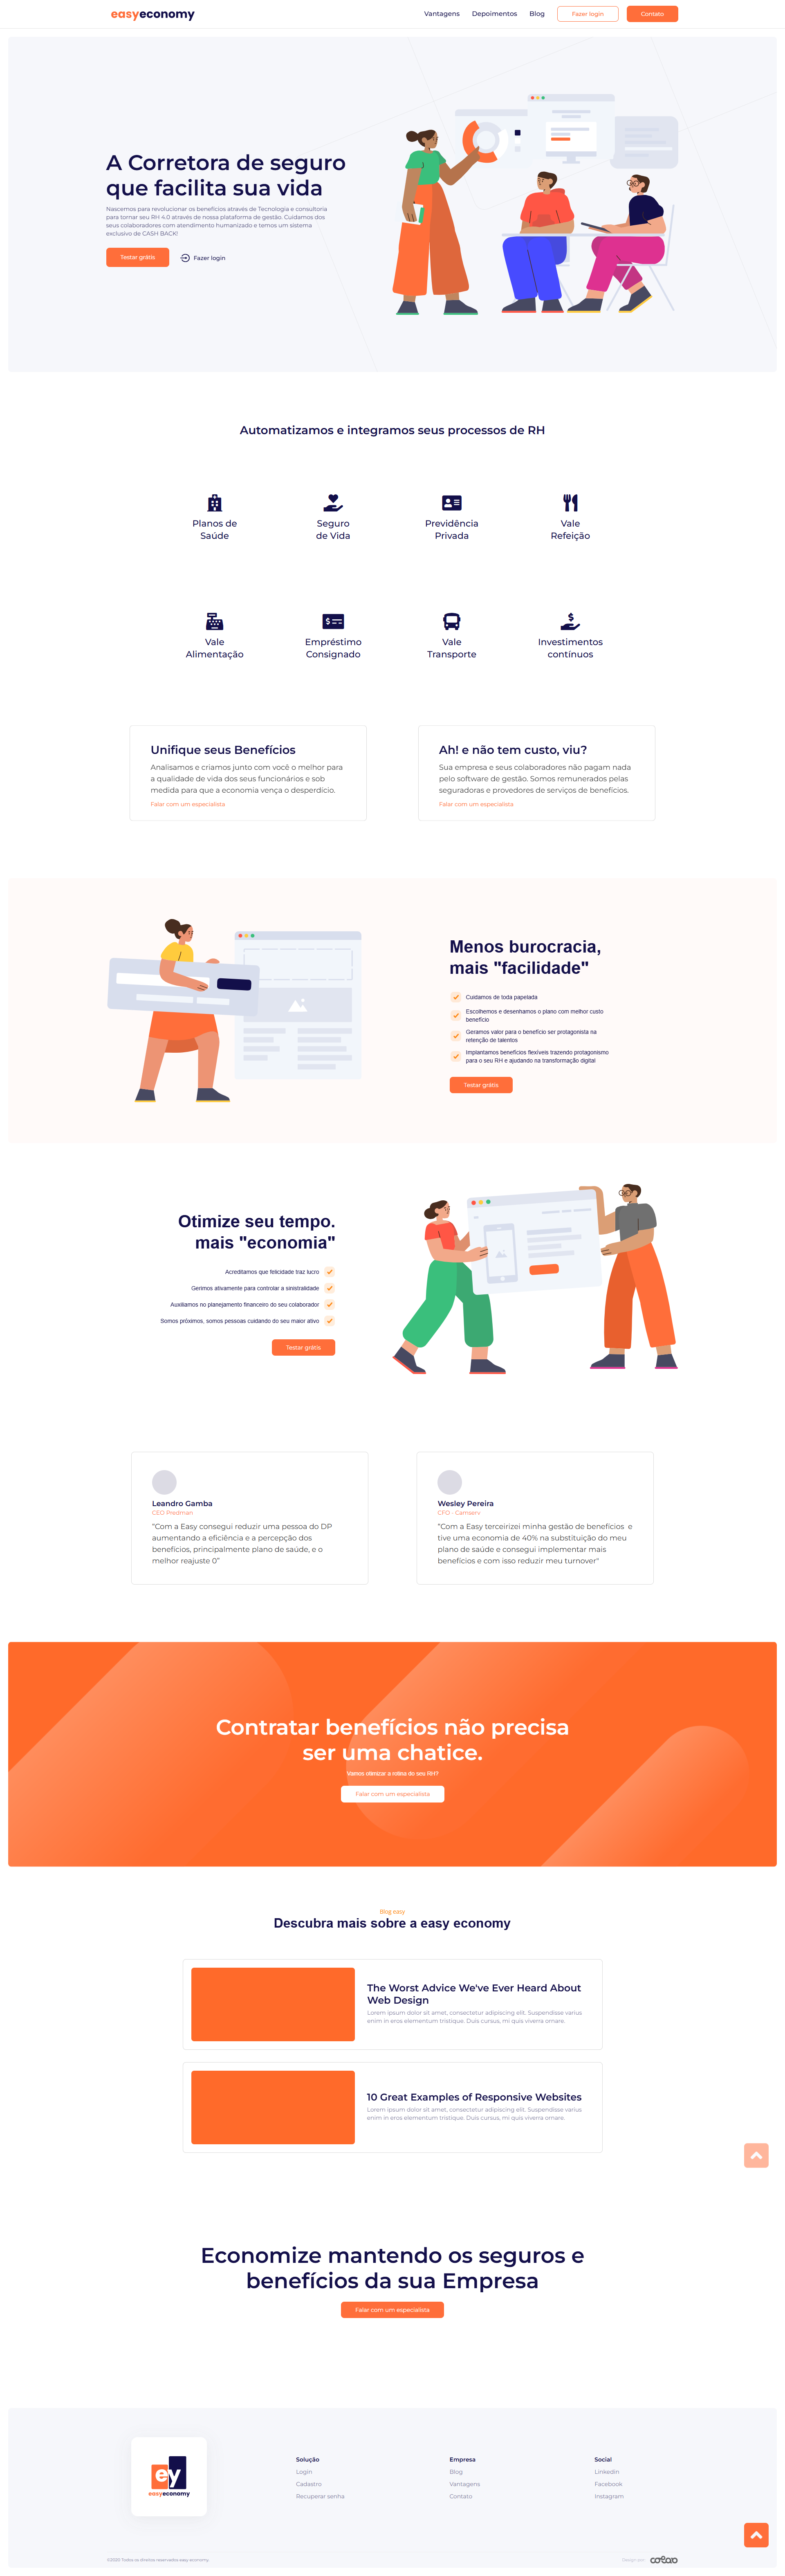 easyeconomy
Vantagens Depoimentos Blog Fazer login Contato
A Corretora de seguro
que facilita sua vida
Nascemos para revolucionar os benefícios através de Tecnologia e consultoria
para tornar seu RH 4.0 através de nossa plataforma de gestão. Cuidamos dos
seus colaboradores com atendimento humanizado e temos um sistema
exclusivo de CASH BACK!
Testar grátis Fazer login
Automatizamos e integramos seus processos de RH
Planos de
Saúde
Seguro
de Vida
Previdência
Privada
Vale
Refeição
Vale
Alimentação
Empréstimo
Consignado
Vale
Transporte
Investimentos
contínuos
Unifique seus Benefícios
Analisamos e criamos junto com você o melhor para
a qualidade de vida dos seus funcionários e sob
medida para que a economia vença o desperdício.
Falar com um especialista
Ah! e não tem custo, viu?
Sua empresa e seus colaboradores não pagam nada
pelo software de gestão. Somos remunerados pelas
seguradoras e provedores de serviços de benefícios.
Falar com um especialista
Menos burocracia,
mais "facilidade"
Cuidamos de toda papelada
Escolhemos e desenhamos o plano com melhor custo
benefício
Geramos valor para o benefício ser protagonista na
retenção de talentos
Implantamos benefícios flexíveis trazendo protagonismo
para o seu RH e ajudando na transformação digital
Testar grátis
Otimize seu tempo.
mais "economia"
Acreditamos que felicidade traz lucro
Gerimos ativamente para controlar a sinistralidade
Auxiliamos no planejamento financeiro do seu colaborador
Somos próximos, somos pessoas cuidando do seu maior ativo
Testar grátis
Leandro Gamba
CEO Fredman
“Com a Easy consegui reduzir uma pessoa do DP
aumentando a eficiência e a percepção dos
benefícios, principalmente plano de saúde, e o
melhor reajuste 0”
Wesley Pereira
CFO - Camserv
“Com a Easy terceirizei minha gestão de benefícios e
tive uma economia de 40% na substituição do meu
plano de saúde e consegui implementar mais
benefícios e com isso reduzir meu turnover"
Contratar benefícios não precisa
ser uma chatice.
Vamos otimizar a rotina do seu RH?
Falar com um especialista
Blog easy
Descubra mais sobre a easy economy
The Worst Advice We've Ever Heard About
Web Design
Lorem ipsum dolor sit amet, consectetur adipiscing elit. Suspendisse varius
enim in eros elementum tristique. Duis cursus, mi quis viverra ornare.
10 Great Examples of Responsive Websites
Lorem ipsum dolor sit amet, consectetur adipiscing elit. Suspendisse varius
enim in eros elementum tristique. Duis cursus, mi quis viverra ornare.
Economize mantendo os seguros e
benefícios da sua Empresa
Falar com um especialista
ey
easyeconomy
Solução
Login
Cadastro
Recuperar senha
Empresa
Blog
Vantagens
Contato
Social
Linkedin
Facebook
Instagram
©2020 Todos os direitos reservados easy economy